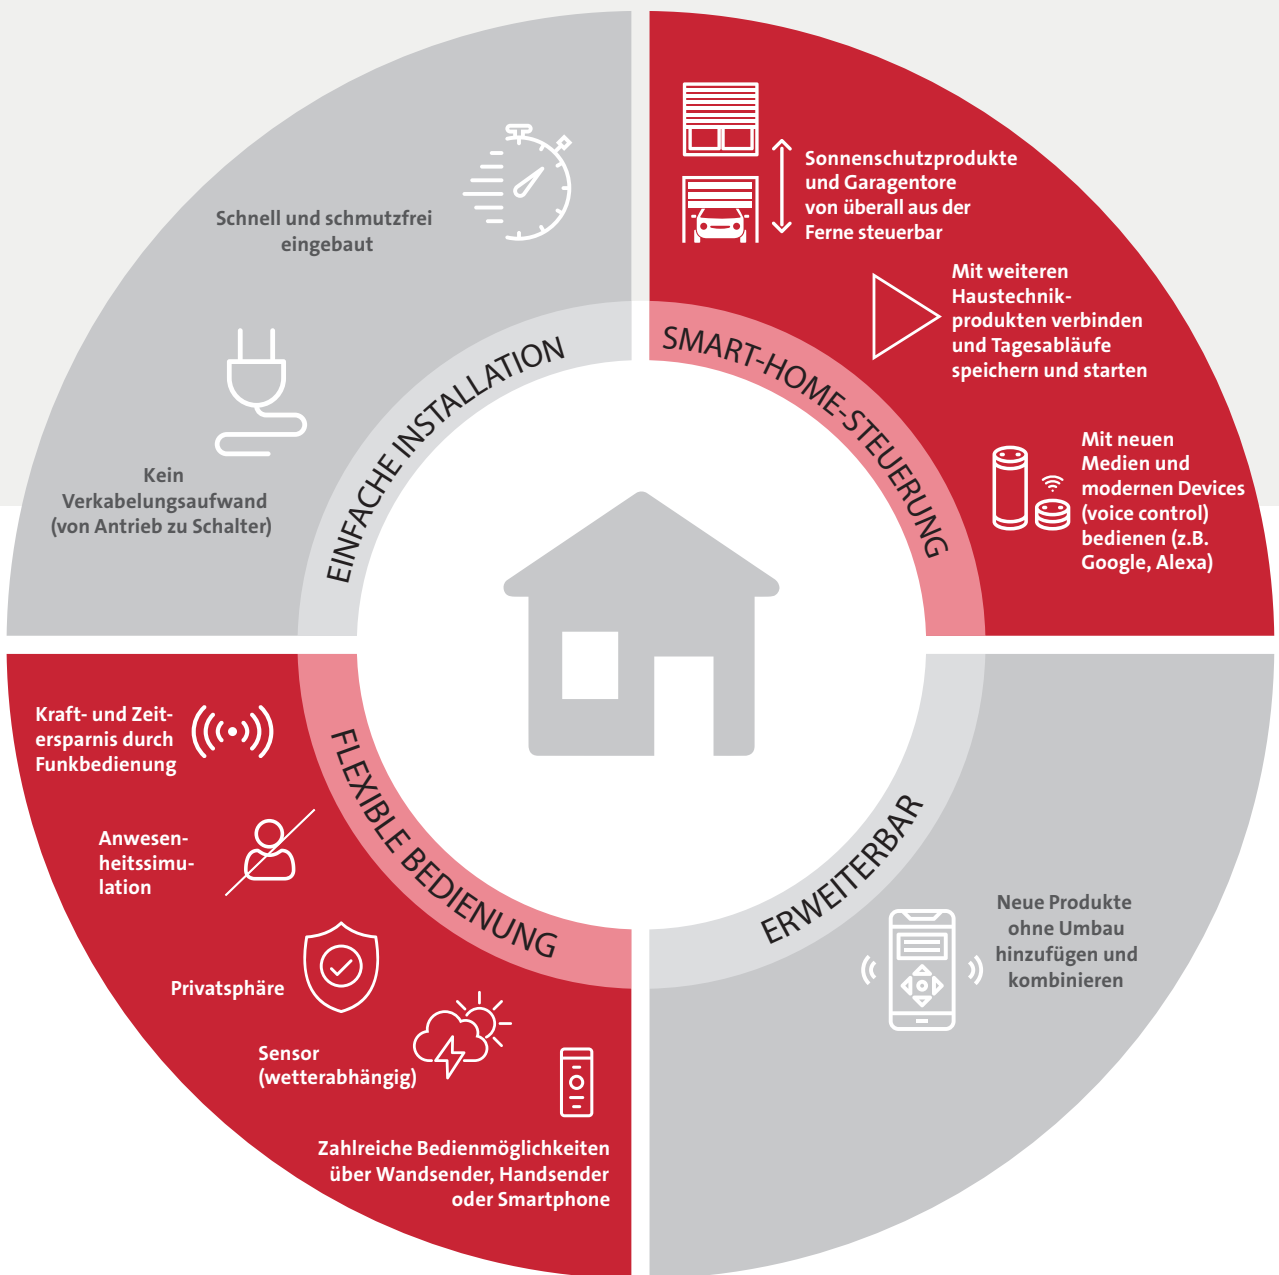 EINFACHE INSTALLATION
Schnell und schmutzfrei
eingebaut
Kein
Verkabelungsaufwand
(von Antrieb zu Schalter)
SMART-HOME-STEUERUNG
Sonnenschutzprodukte
und Garagentore
von überall aus der
Ferne steuerbar
Mit weiteren
Haustechnik-
produkten verbinden
und Tagesabläufe
speichern und starten
Mit neuen
Medien und
modernen Devices
(voice control)
bedienen (z.B.
Google, Alexa)
FLEXIBLE BEDIENUNG
Kraft- und Zeit-
ersparnis durch
Funkbedienung
Anwesen-
heitssimu-
lation
Privatsphäre
Sensor
(wetterabhängig)
Zahlreiche Bedienmöglichkeiten
über Wandsender, Handsender
oder Smartphone
ERWEITERBAR
Neue Produkte
ohne Umbau
hinzufügen und
kombinieren